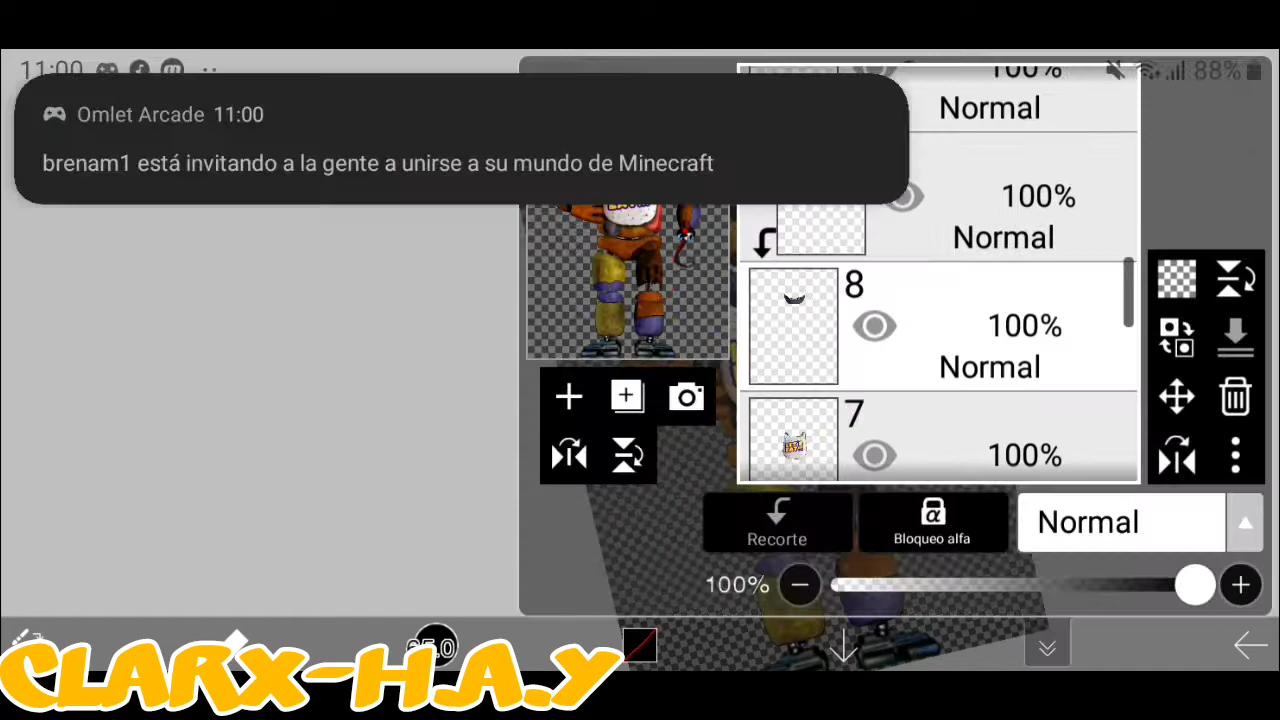 11:00
88%
Omlet Arcade 11:00
brenam1 está invitando a la gente a unirse a su mundo de Minecraft
100%
Normal
100%
Normal
8
100%
Normal
7
100%
Recorte
α
Bloqueo alfa
Normal
100%
CLARX-H.A.Y